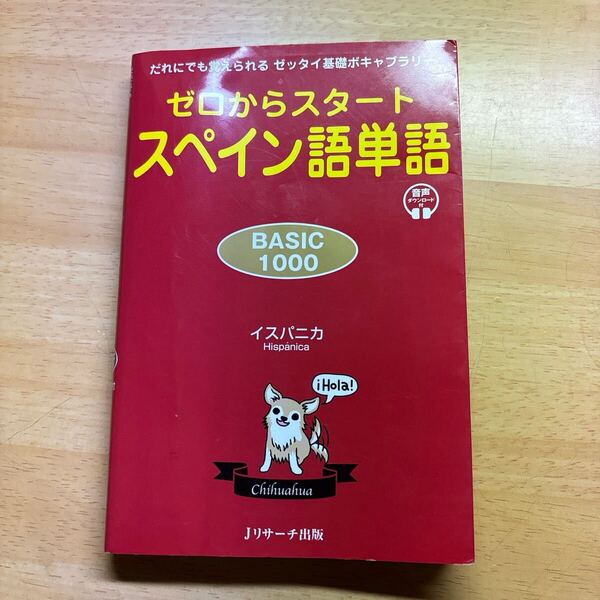 だれにでも覚えられる ゼッタイ基礎ボキャブラリー
ゼロからスタート
スペイン語単語
音声
ダウンロード
付
BASIC
1000
イスパニカ
Hispánica
¡Hola!
Chihuahua
Jリサーチ出版